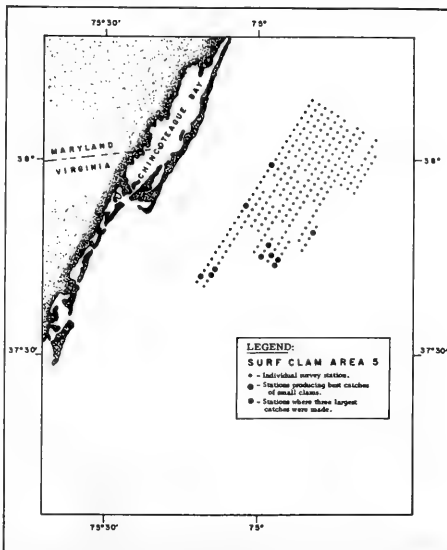 75°30'
75°
MARYLAND
VIRGINIA
CHINCOTEAGUE BAY
38°
38°
37°30'
37°30'
LEGEND:
SURF CLAM AREA 5
- Individual survey station.
- Stations producing best catches
of small clams.
- Stations where three largest
catches were made.
75°30'
75°